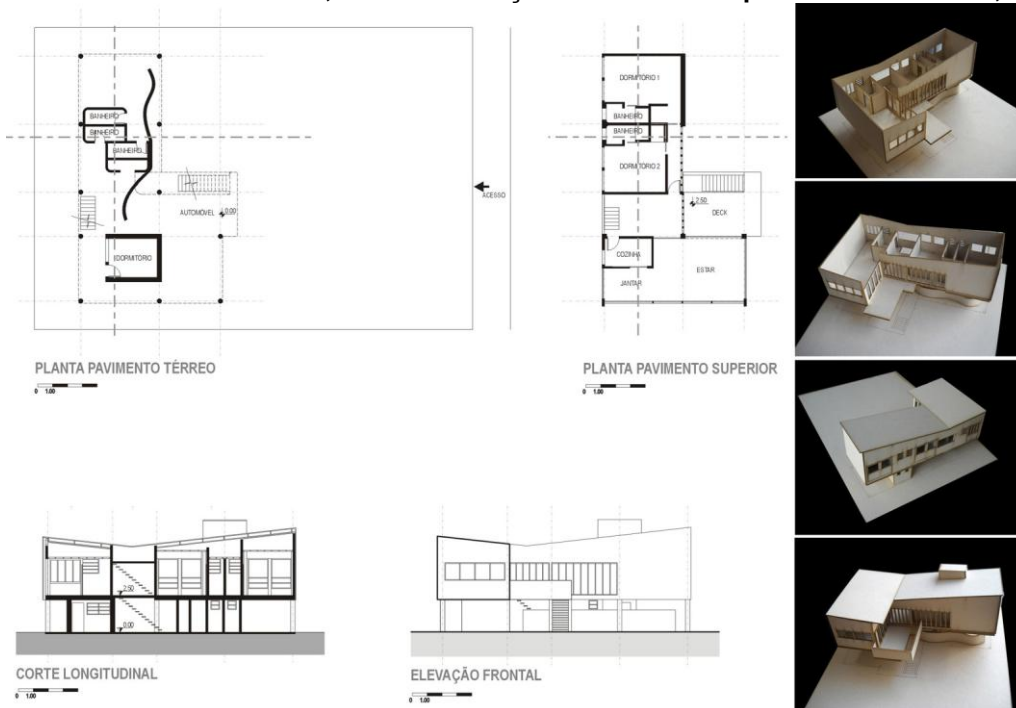 BANHEIRO
BANHEIRO
BANHEIRO
AUTOMÓVEL
0.00
DORMITÓRIO
ACESSO
PLANTA PAVIMENTO TÉRREO
0 1.00
DORMITÓRIO 1
BANHEIRO
BANHEIRO
DORMITÓRIO 2
2.50
DECK
COZINHA
ESTAR
JANTAR
PLANTA PAVIMENTO SUPERIOR
0 1.00
2.50
0.00
CORTE LONGITUDINAL
0 1.00
ELEVAÇÃO FRONTAL
0 1.00